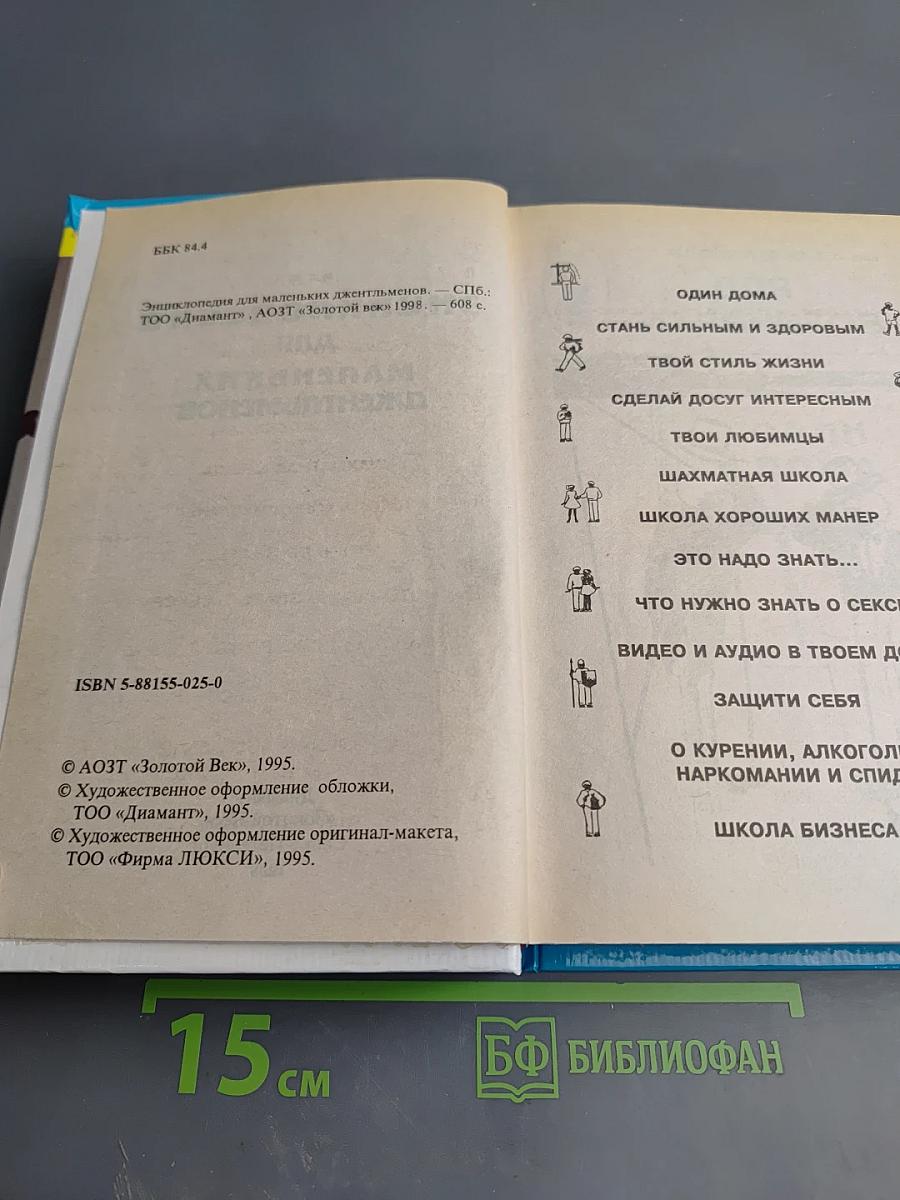 ББК 84.4
Энциклопедия для маленьких джентльменов. — СПб.:
ТОО «Диамант» , АОЗТ «Золотой век» 1998. — 608 с.
ISBN 5-88155-025-0
© АОЗТ «Золотой Век», 1995.
© Художественное оформление обложки,
ТОО «Диамант», 1995.
© Художественное оформление оригинал-макета,
ТОО «Фирма ЛЮКСИ», 1995.
ОДИН ДОМА
СТАНЬ СИЛЬНЫМ И ЗДОРОВЫМ
ТВОЙ СТИЛЬ ЖИЗНИ
СДЕЛАЙ ДОСУГ ИНТЕРЕСНЫМ
ТВОИ ЛЮБИМЦЫ
ШАХМАТНАЯ ШКОЛА
ШКОЛА ХОРОШИХ МАНЕР
ЭТО НАДО ЗНАТЬ...
ЧТО НУЖНО ЗНАТЬ О СЕКС
ВИДЕО И АУДИО В ТВОЕМ ДО
ЗАЩИТИ СЕБЯ
О КУРЕНИИ, АЛКОГОЛ
НАРКОМАНИИ И СПИД
ШКОЛА БИЗНЕСА
15 см
БФ БИБЛИОФАН